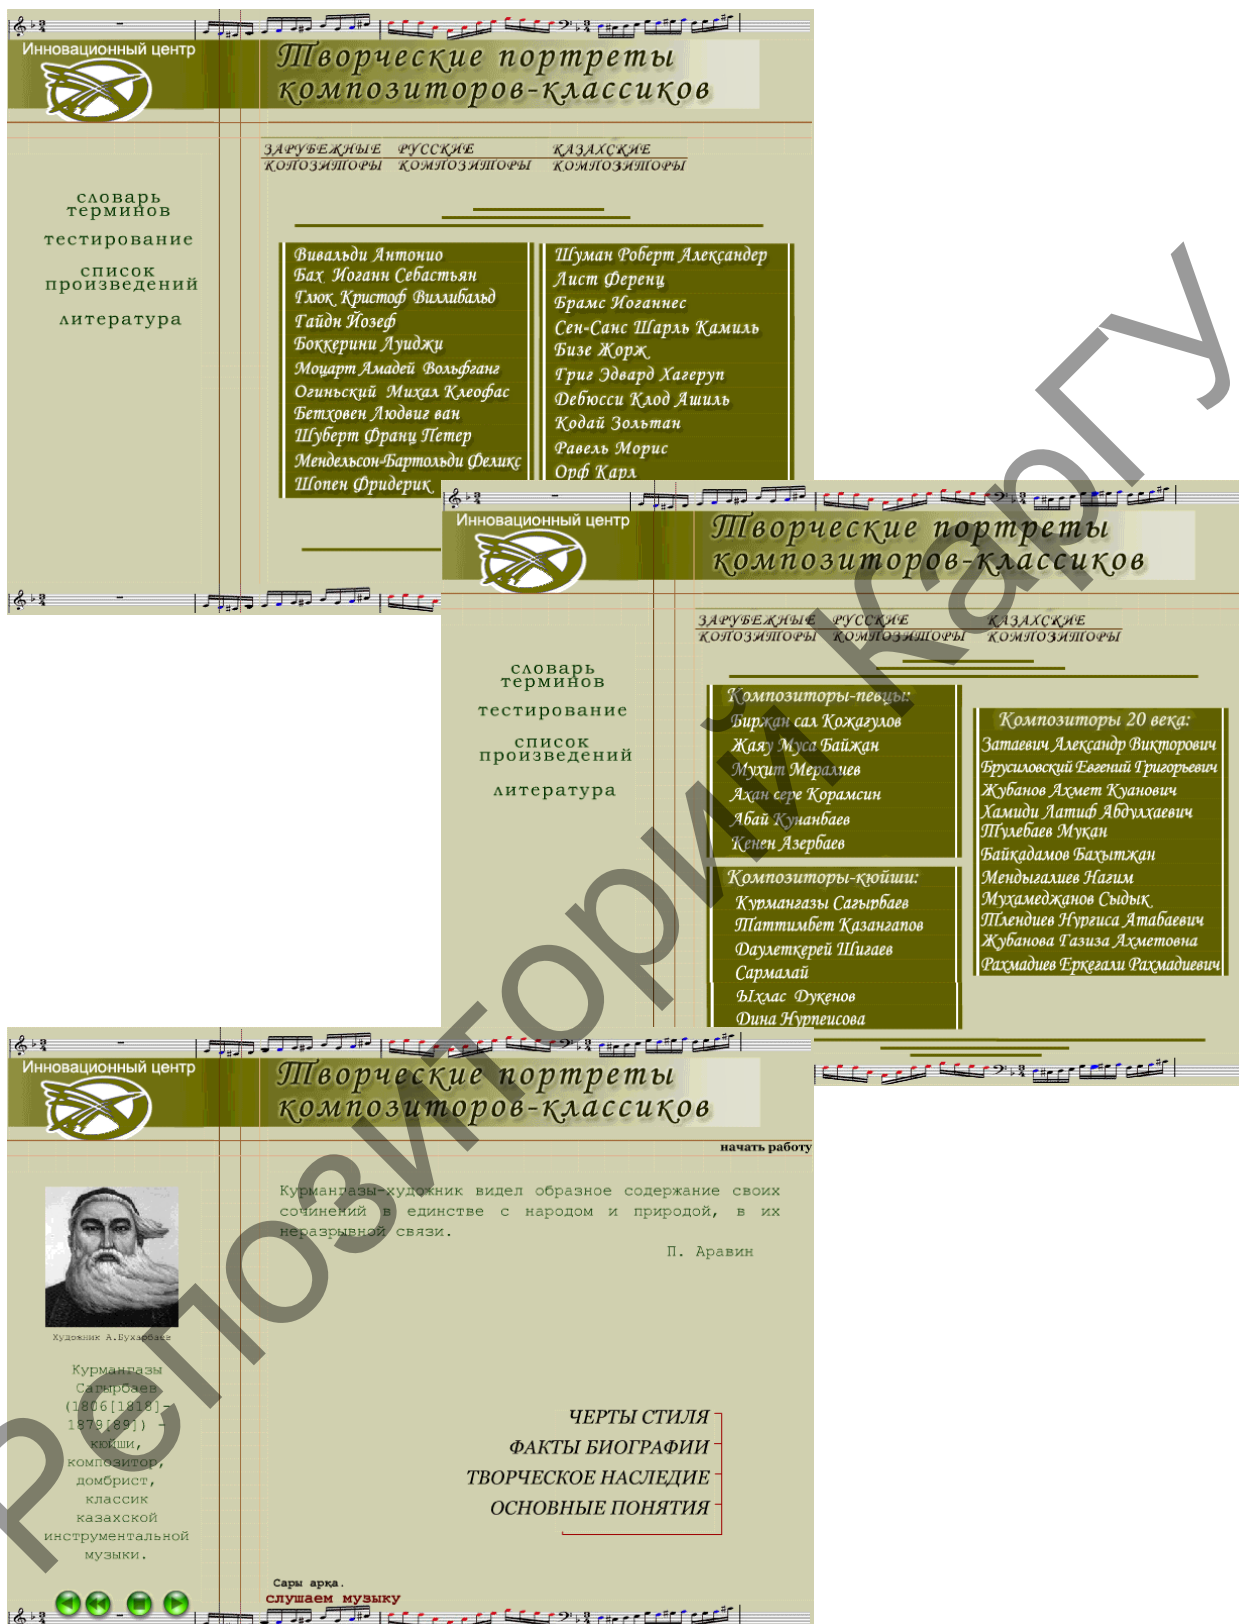 Инновационный центр
Творческие портреты
композиторов-классиков
ЗАРУБЕЖНЫЕ РУССКИЕ КАЗАХСКИЕ
КОПОЗИТОРЫ КОМПОЗИТОРЫ КОМПОЗИТОРЫ
словарь
терминов
тестирование
список
произведений
литература
Вивальди Антонио
Бах Иоганн Себастьян
Глюк Кристоф Виллибальд
Гайдн Йозеф
Боккерини Луиджи
Моцарт Амадей Вольфганг
Огиньский Михал Клеофас
Бетховен Людвиг ван
Шуберт Франц Петер
Мендельсон-Бартольди Феликс
Шопен Фридерик
Шуман Роберт Александер
Лист Ференц
Брамс Иоганнес
Сен-Санс Шарль Камиль
Бизе Жорж
Григ Эдвард Хагеруп
Дебюсси Клод Ашиль
Кодай Зольтан
Равель Морис
Орф Карл
Инновационный центр
Творческие портреты
композиторов-классиков
ЗАРУБЕЖНЫЕ РУССКИЕ КАЗАХСКИЕ
КОПОЗИТОРЫ КОМПОЗИТОРЫ КОМПОЗИТОРЫ
словарь
терминов
тестирование
список
произведений
литература
Композиторы-певцы:
Биржан сал Кожагулов
Жаяу Муса Байжан
Мухит Мералиев
Ахан сере Корамсин
Абай Кунанбаев
Кенен Азербаев
Композиторы-кюйши:
Курмангазы Сагырбаев
Таттимбет Казангапов
Даулеткерей Шигаев
Сармалай
Ыхлас Дукенов
Дина Нурпеисова
Композиторы 20 века:
Затаевич Александр Викторович
Брусиловский Евгений Григорьевич
Жубанов Ахмет Куанович
Хамиди Латиф Абдулхаевич
Тулебаев Мукан
Байкадамов Бахытжан
Мендыгалиев Нагим
Мухамеджанов Сыдык
Тлендиев Нургиса Атабаевич
Жубанова Газиза Ахметовна
Рахмадиев Еркегали Рахмадиевич
Инновационный центр
Творческие портреты
композиторов-классиков
начать работу
Художник А.Бухарбаев
Курмангазы
Сагырбаев
(1806[1818]-
1879[89]) -
кюйши,
композитор,
домбрист,
классик
казахской
инструментальной
музыки.
Курмангазы-художник видел образное содержание своих
сочинений в единстве с народом и природой, в их
неразрывной связи.
П. Аравин
ЧЕРТЫ СТИЛЯ
ФАКТЫ БИОГРАФИИ
ТВОРЧЕСКОЕ НАСЛЕДИЕ
ОСНОВНЫЕ ПОНЯТИЯ
Сары арқа.
слушаем музыку
Репозиторий КарГУ